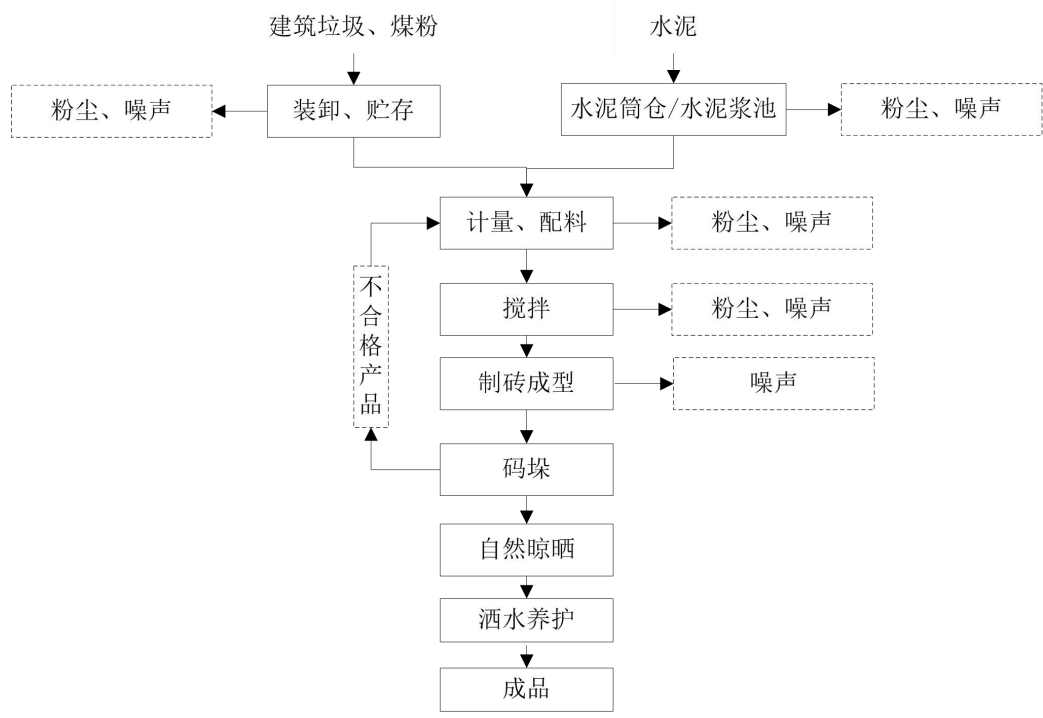 建筑垃圾、煤粉
水泥
粉尘、噪声
装卸、贮存
水泥筒仓/水泥浆池
粉尘、噪声
计量、配料
粉尘、噪声
不合格产品
搅拌
粉尘、噪声
制砖成型
噪声
码垛
自然晾晒
洒水养护
成品